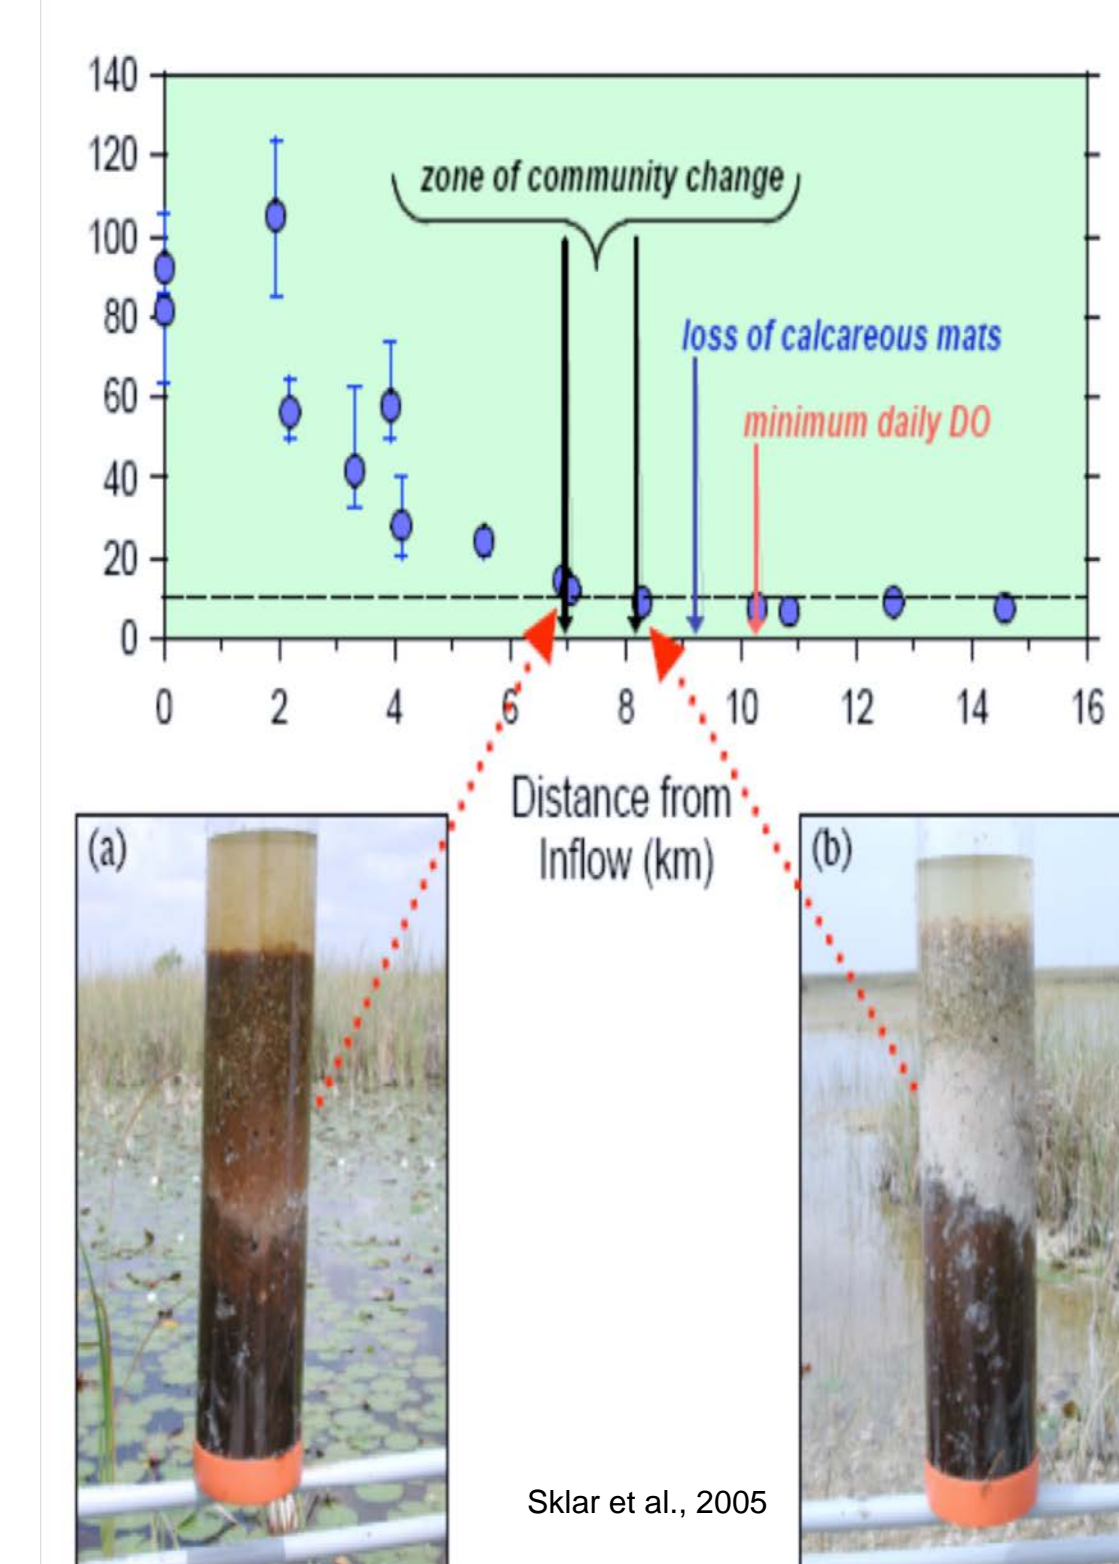 140
120
100
80
60
40
20
0
zone of community change
loss of calcareous mats
minimum daily DO
0 2 4 6 8 10 12 14 16
Distance from
Inflow (km)
(a)
(b)
Sklar et al., 2005